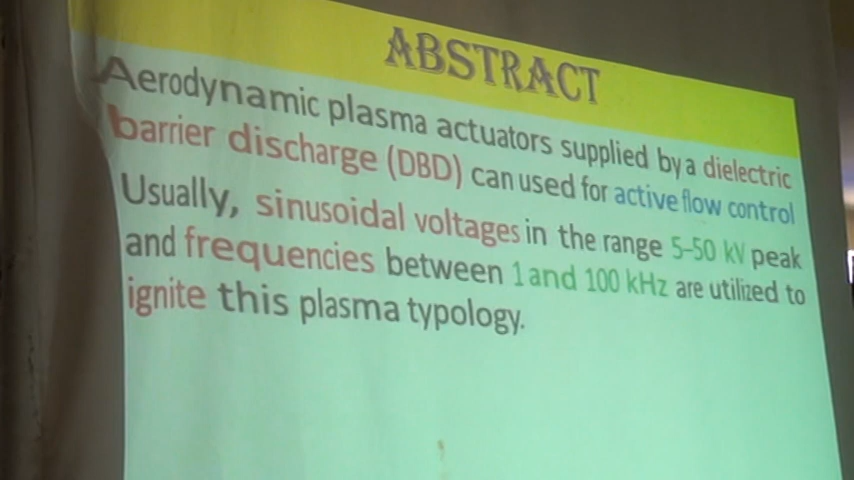 ABSTRACT
Aerodynamic plasma actuators supplied by a dielectric
barrier discharge (DBD) can used for active flow control
Usually, sinusoidal voltages in the range 5-50 kV peak
and frequencies between 1 and 100 kHz are utilized to
ignite this plasma typology.